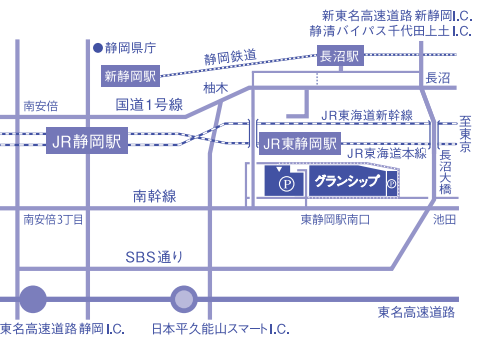 新東名高速道路 新静岡I.C.
静清バイパス千代田上土I.C.
静岡県庁
静岡鉄道
長沼駅
新静岡駅
柚木
長沼
南安倍
国道1号線
JR東海道新幹線
至東京
JR静岡駅
JR東静岡駅
JR東海道本線
長沼大橋
P
グランシップ
P
南幹線
南安倍3丁目
東静岡駅南口
池田
SBS通り
東名高速道路
東名高速道路 静岡I.C.
日本平久能山スマートI.C.